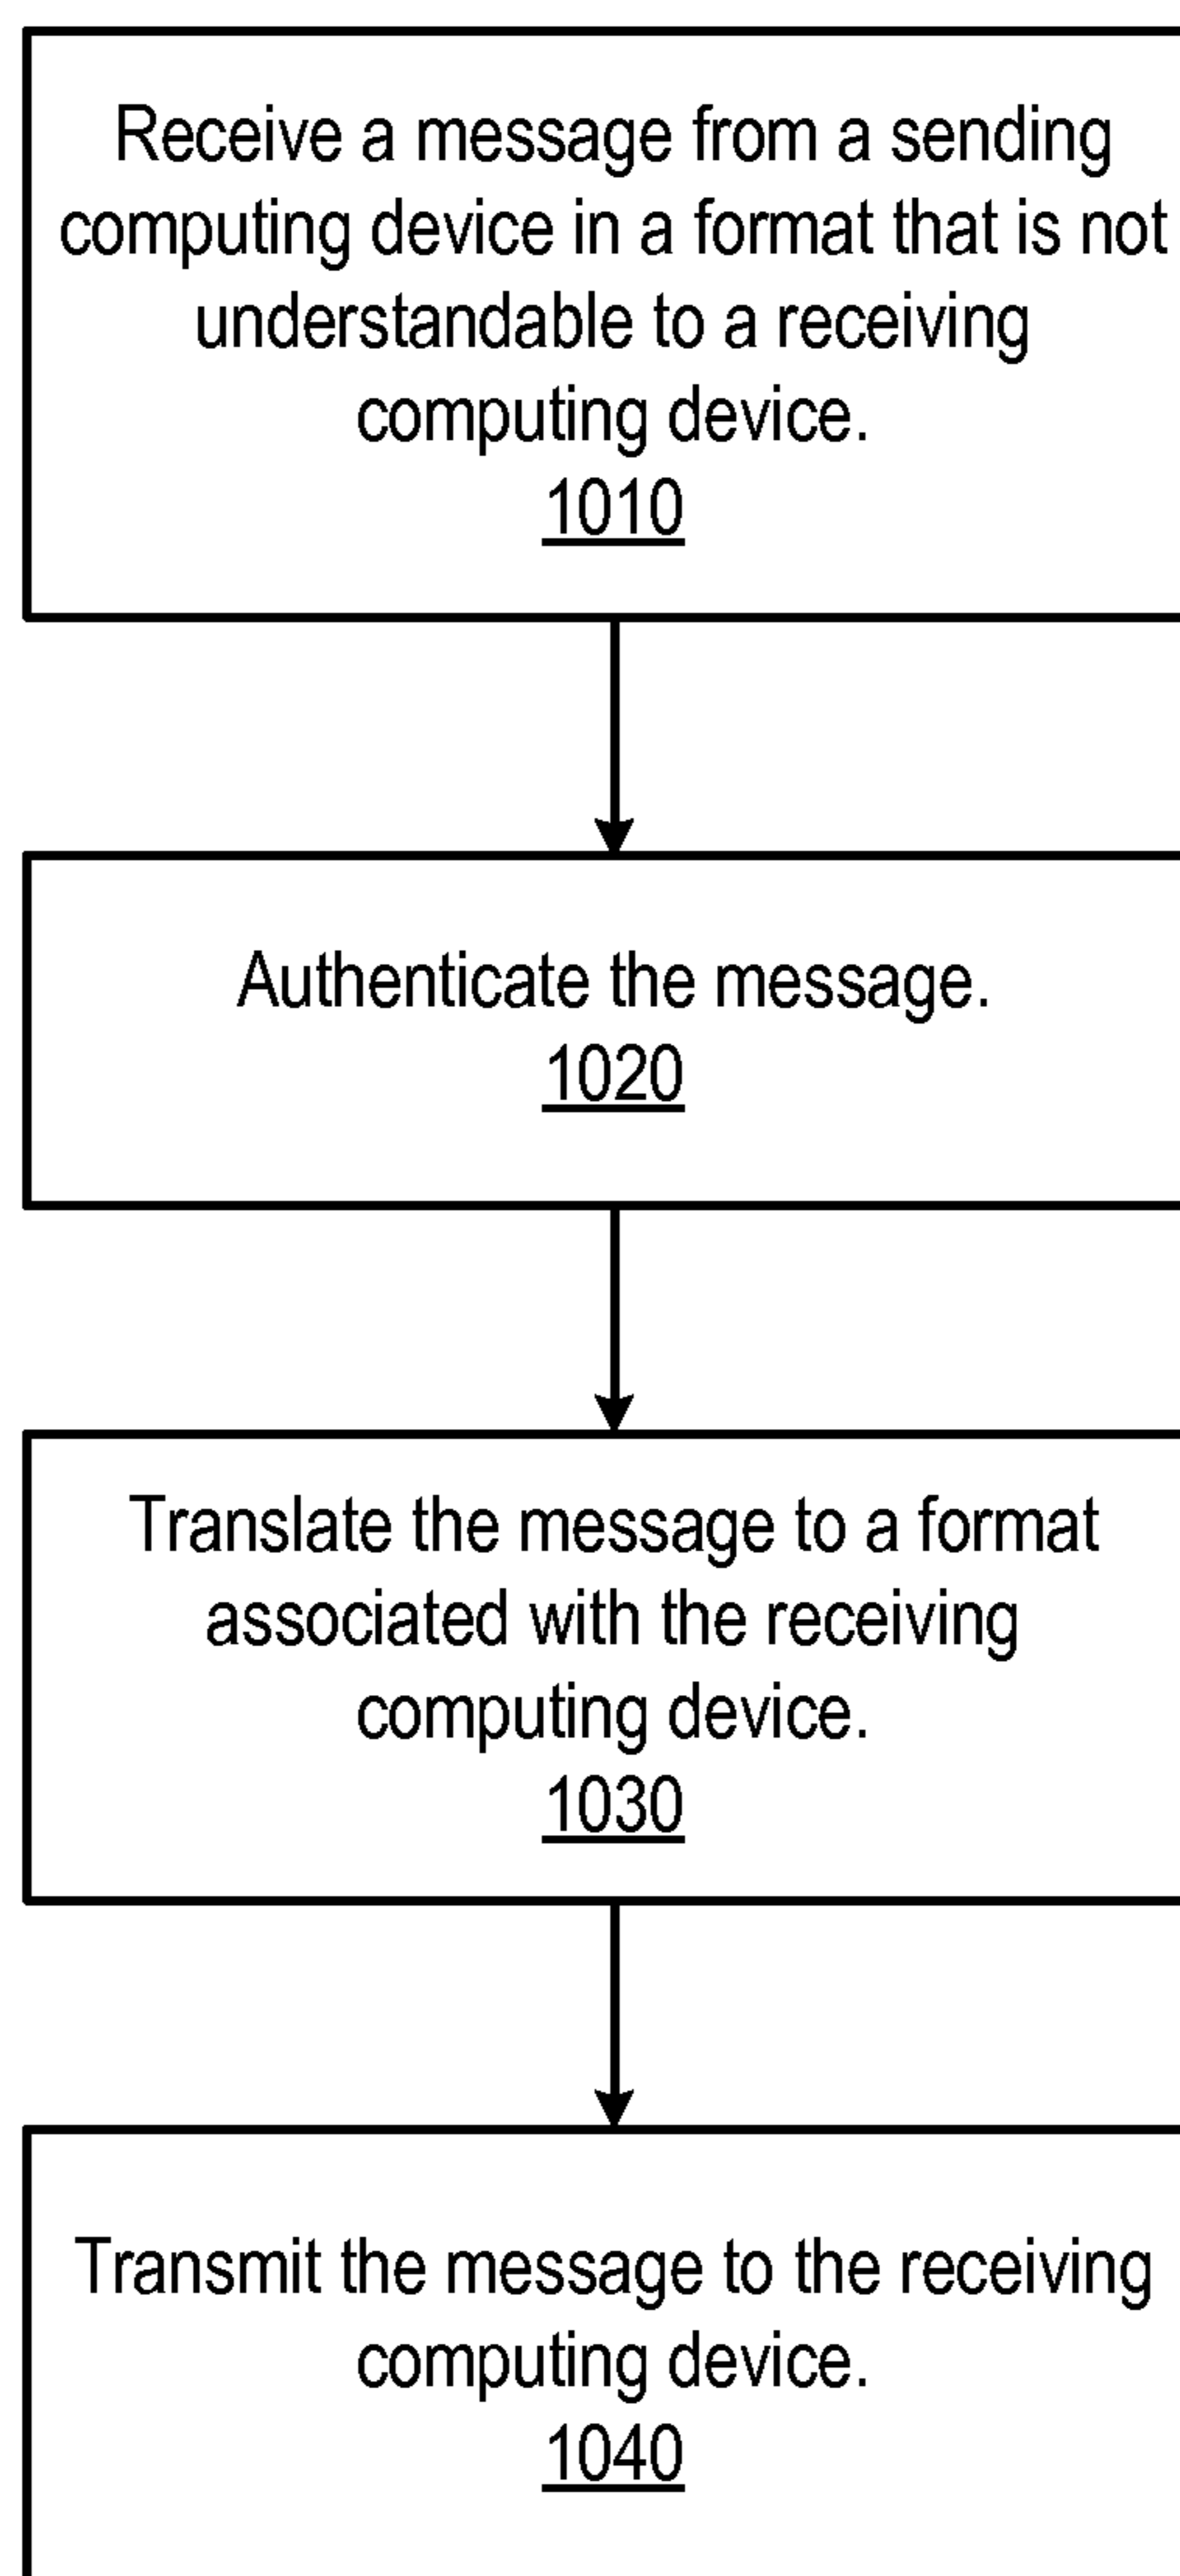 Receive a message from a sending
computing device in a format that is not
understandable to a receiving
computing device.
1010
Authenticate the message.
1020
Translate the message to a format
associated with the receiving
computing device.
1030
Transmit the message to the receiving
computing device.
1040